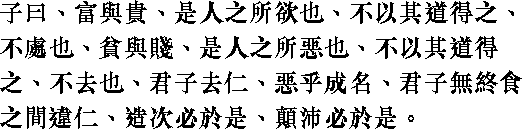 子曰、富與貴、是人之所欲也、不以其道得之、
不處也、貧與賤、是人之所惡也、不以其道得
之、不去也、君子去仁、惡乎成名、君子無終食
之間違仁、造次必於是、顛沛必於是。